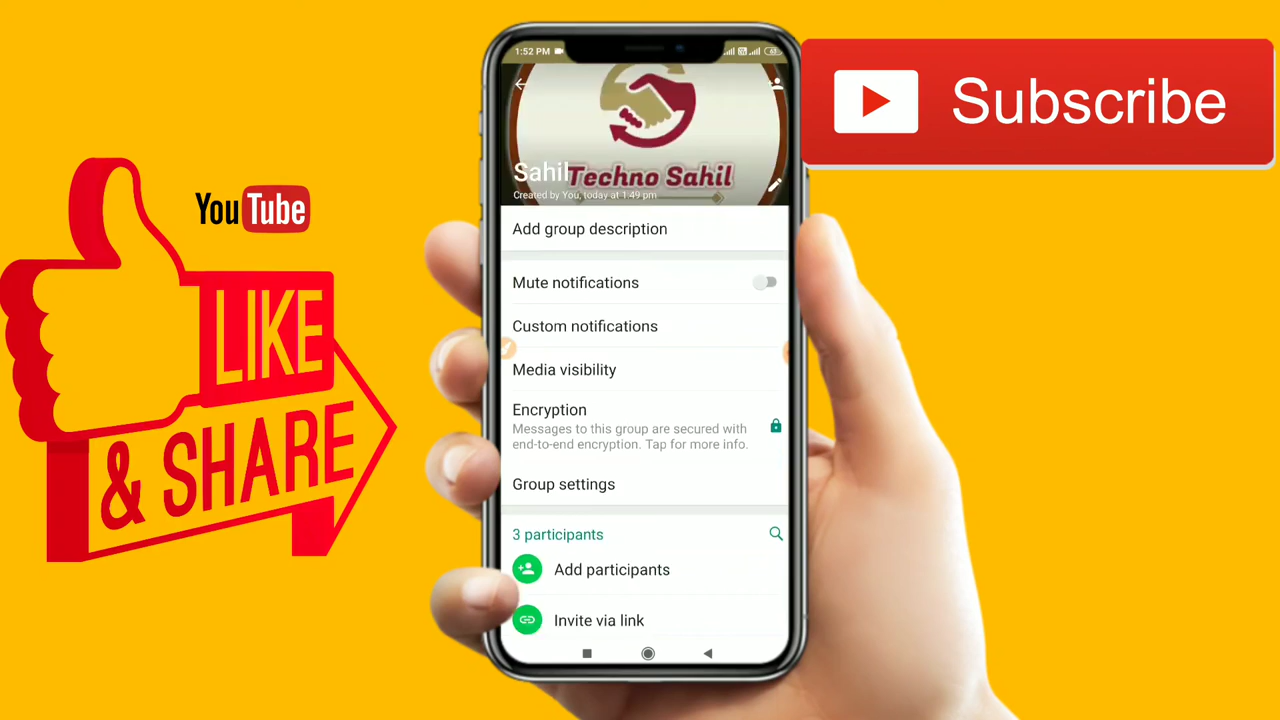 YouTube
LIKE
& SHARE
1:52 PM
Techno Sahil
Sahil
Created by You, today at 1:49 pm
Add group description
Mute notifications
Custom notifications
Media visibility
Encryption
Messages to this group are secured with
end-to-end encryption. Tap for more info.
Group settings
3 participants
Add participants
Invite via link
Subscribe